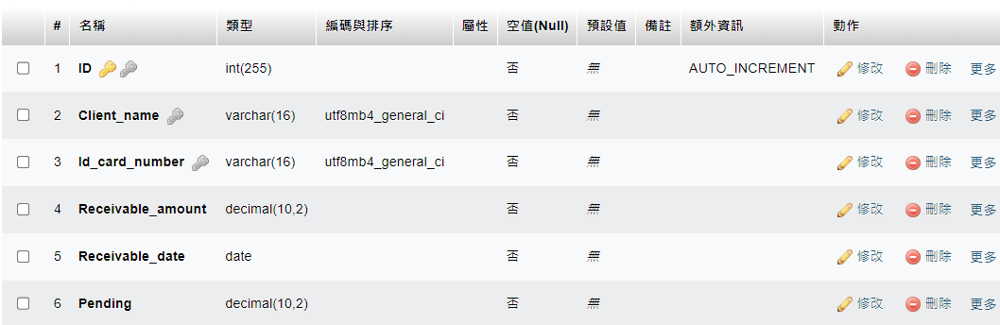 # 名稱 類型 編碼與排序 屬性 空值(Null) 預設值 備註 額外資訊 動作
1 ID int(255) 否 無 AUTO_INCREMENT 修改 刪除 更多
2 Client_name varchar(16) utf8mb4_general_ci 否 無 修改 刪除 更多
3 Id_card_number varchar(16) utf8mb4_general_ci 否 無 修改 刪除 更多
4 Receivable_amount decimal(10,2) 否 無 修改 刪除 更多
5 Receivable_date date 否 無 修改 刪除 更多
6 Pending decimal(10,2) 否 無 修改 刪除 更多